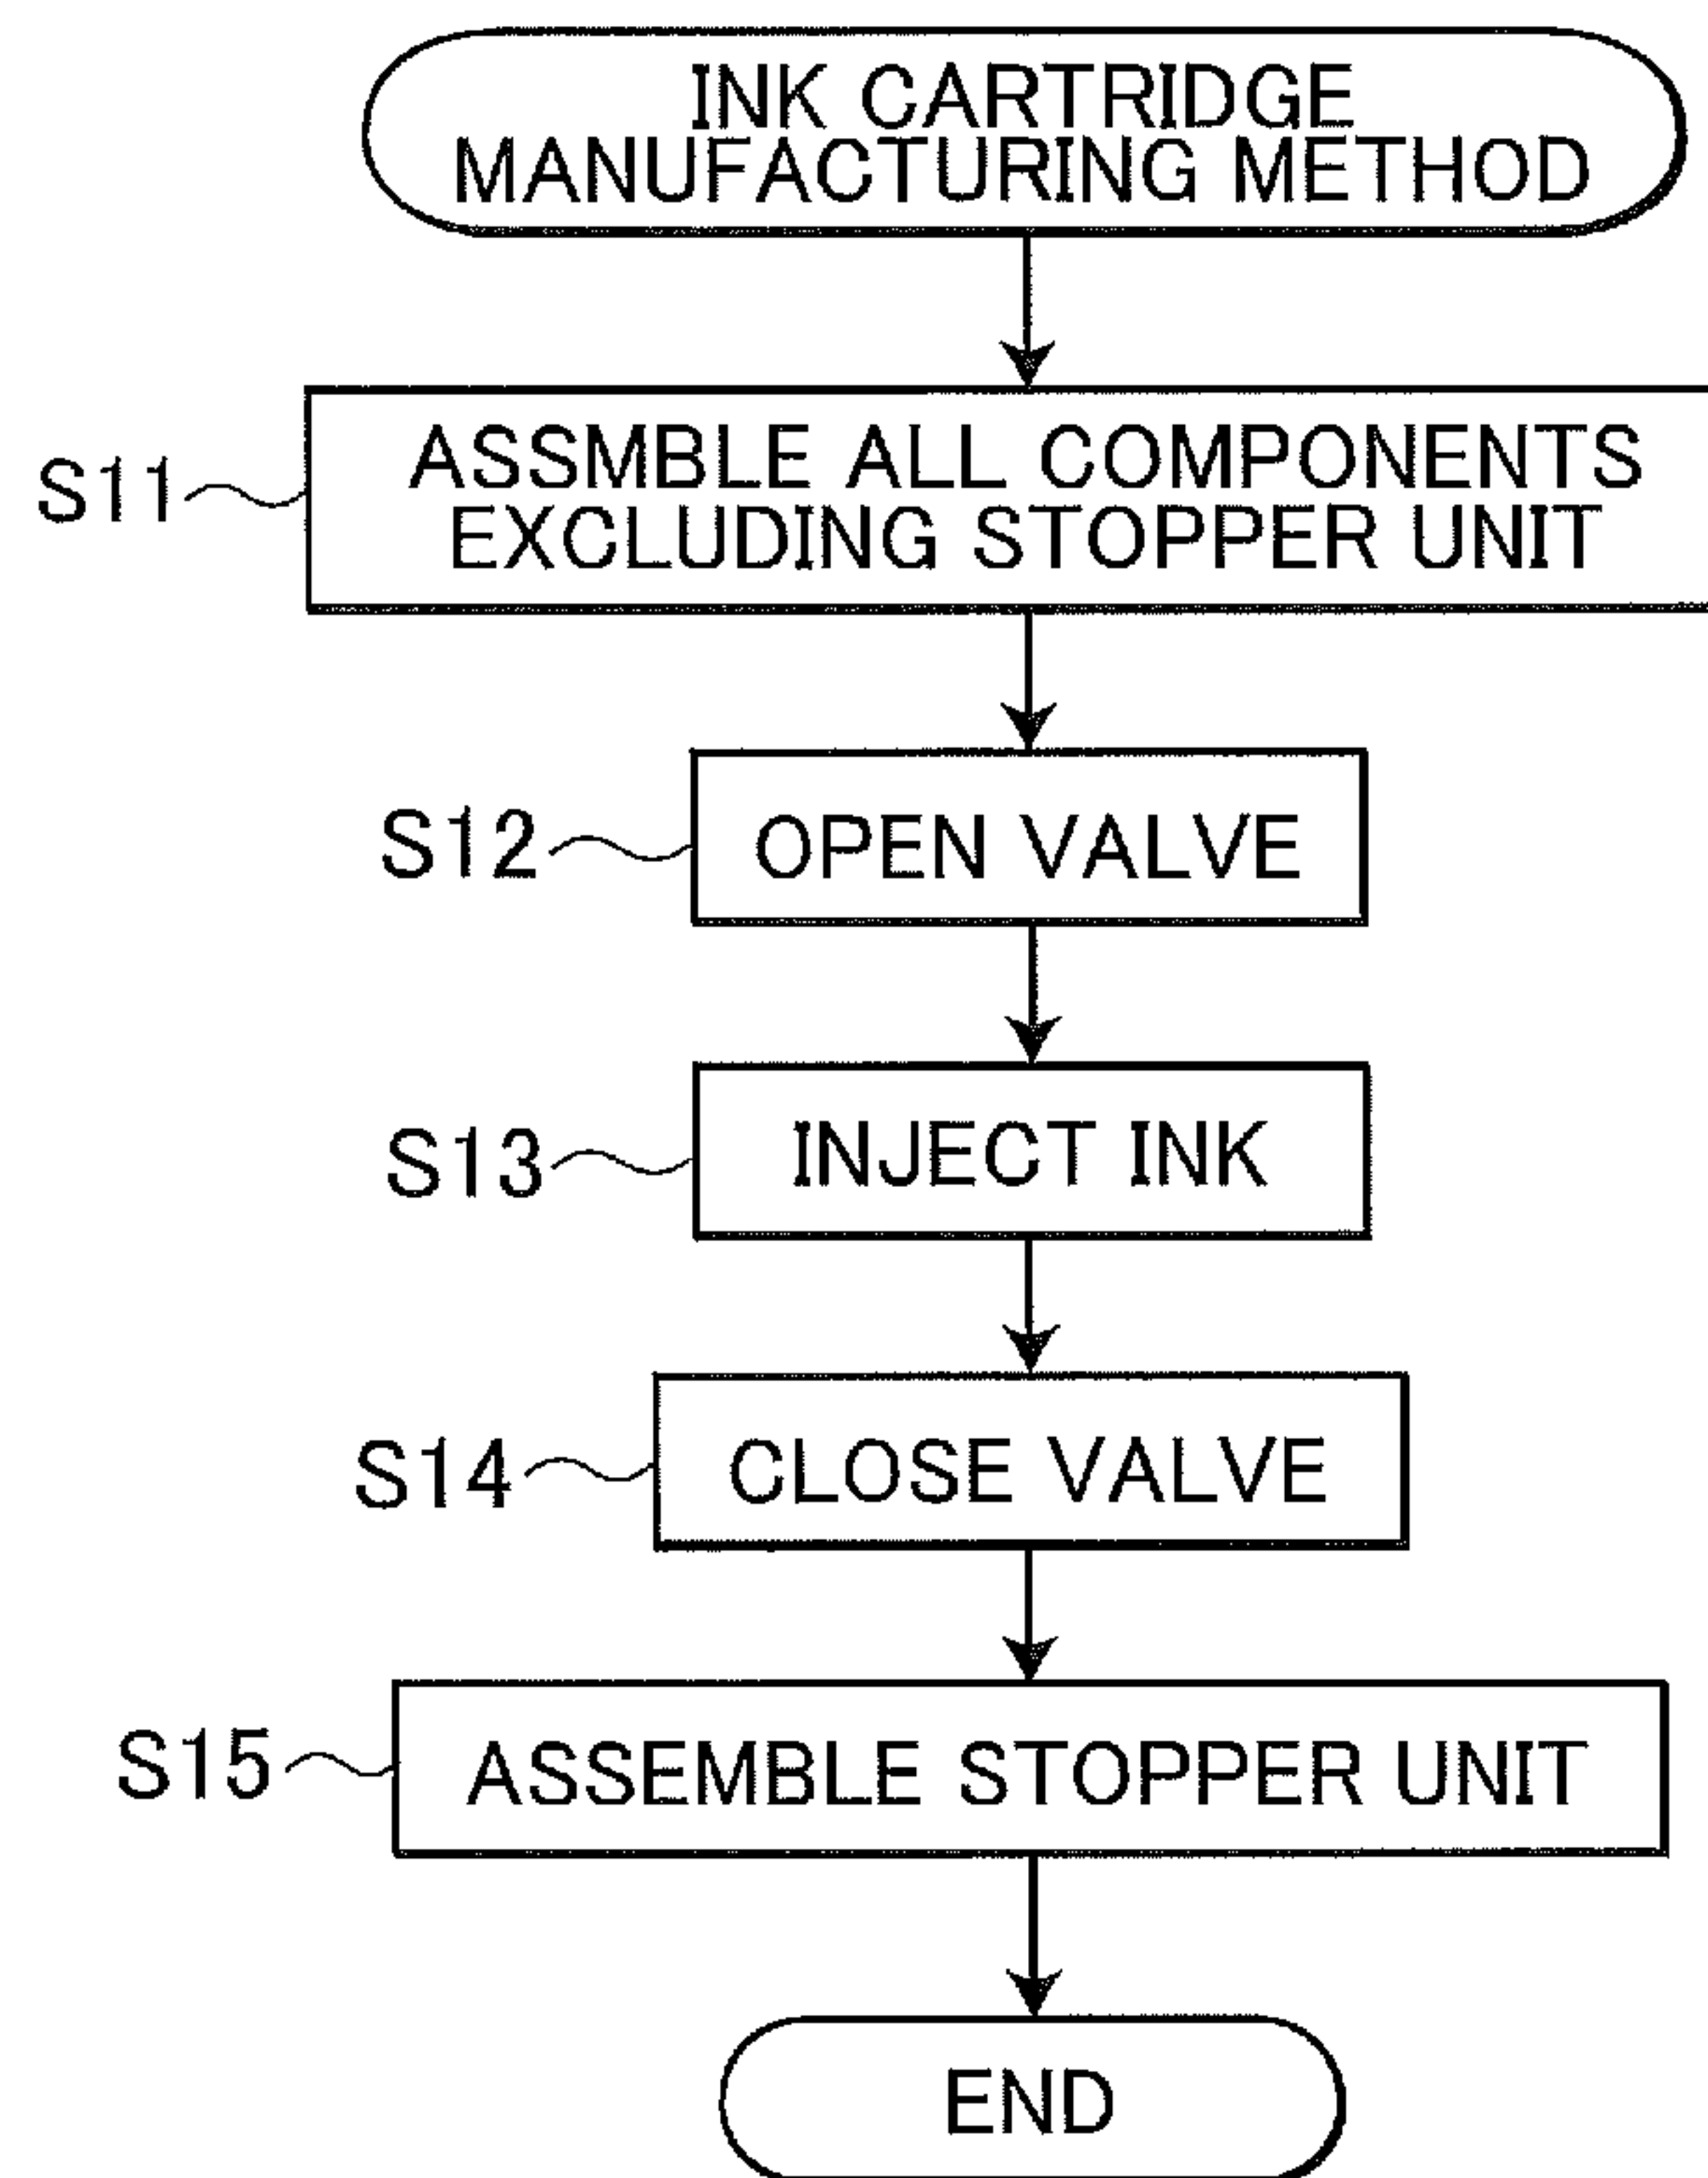 INK CARTRIDGE
MANUFACTURING METHOD
S11
ASSMBLE ALL COMPONENTS
EXCLUDING STOPPER UNIT
S12
OPEN VALVE
S13
INJECT INK
S14
CLOSE VALVE
S15
ASSEMBLE STOPPER UNIT
END